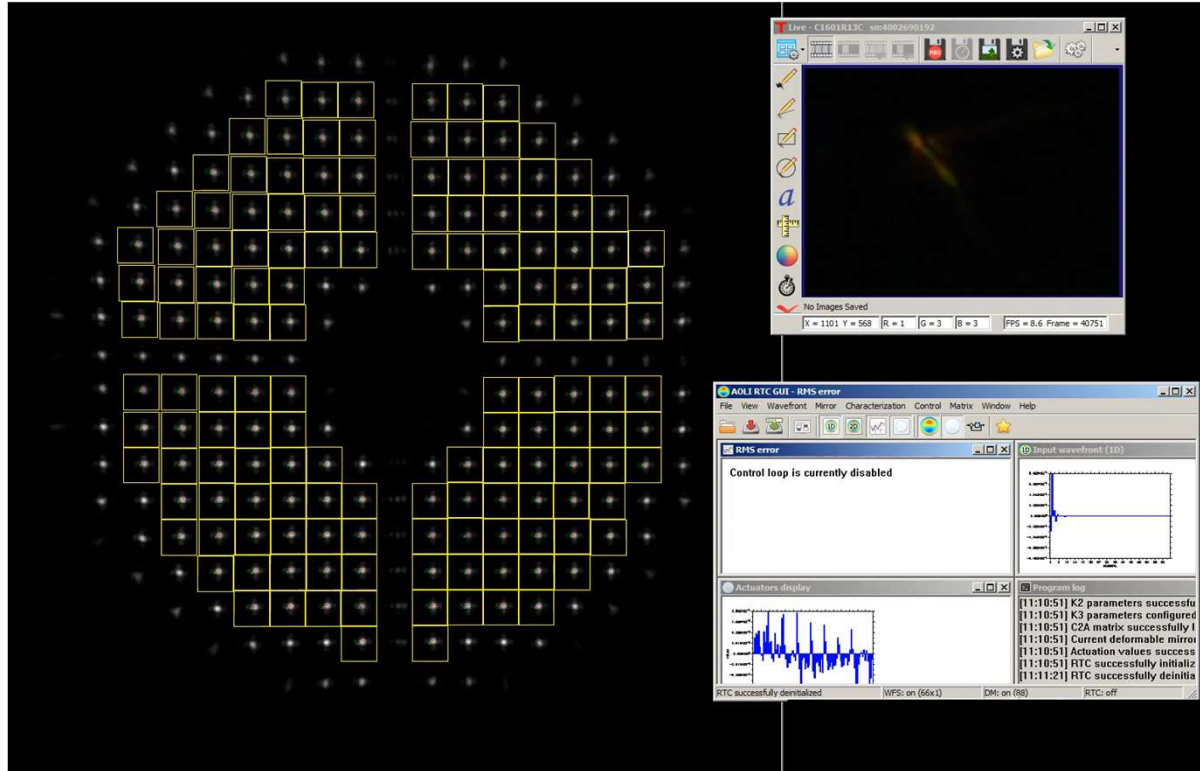 Live - C1601R13C sn:4002690192
REC
a
No Images Saved
X = 1101 Y = 568 R = 1 G = 3 B = 3 FPS = 8.6 Frame = 40751
AOLI RTC GUI - RMS error
File View Wavefront Mirror Characterization Control Matrix Window Help
1D 2D
RMS error
Control loop is currently disabled
1D Input wavefront (1D)
Actuators display
Program log
[11:10:51] K2 parameters successfu
[11:10:51] K3 parameters configured
[11:10:51] C2A matrix successfully l
[11:10:51] Current deformable mirror
[11:10:51] Actuation values success
[11:10:51] RTC successfully initializ
[11:11:21] RTC successfully deinitia
RTC successfully deinitialized WFS: on (66x1) DM: on (88) RTC: off